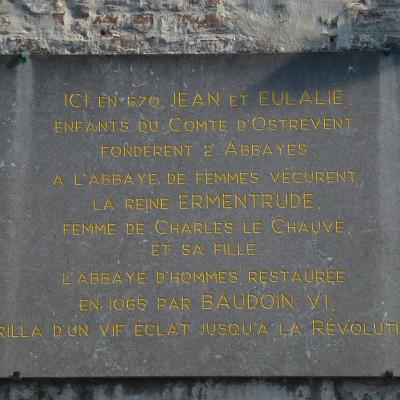 ICI, EN 670, JEAN ET EULALIE,
ENFANTS DU COMTE D'OSTREVENT,
FONDÈRENT 2 ABBAYES
A L'ABBAYE DE FEMMES VÉCURENT
LA REINE ERMENTRUDE,
FEMME DE CHARLES LE CHAUVE,
ET SA FILLE.
L'ABBAYE D'HOMMES, RESTAURÉE
EN 1065 PAR BAUDOIN VI,
RILLA D'UN VIF ÉCLAT JUSQU'A LA RÉVOLUTI